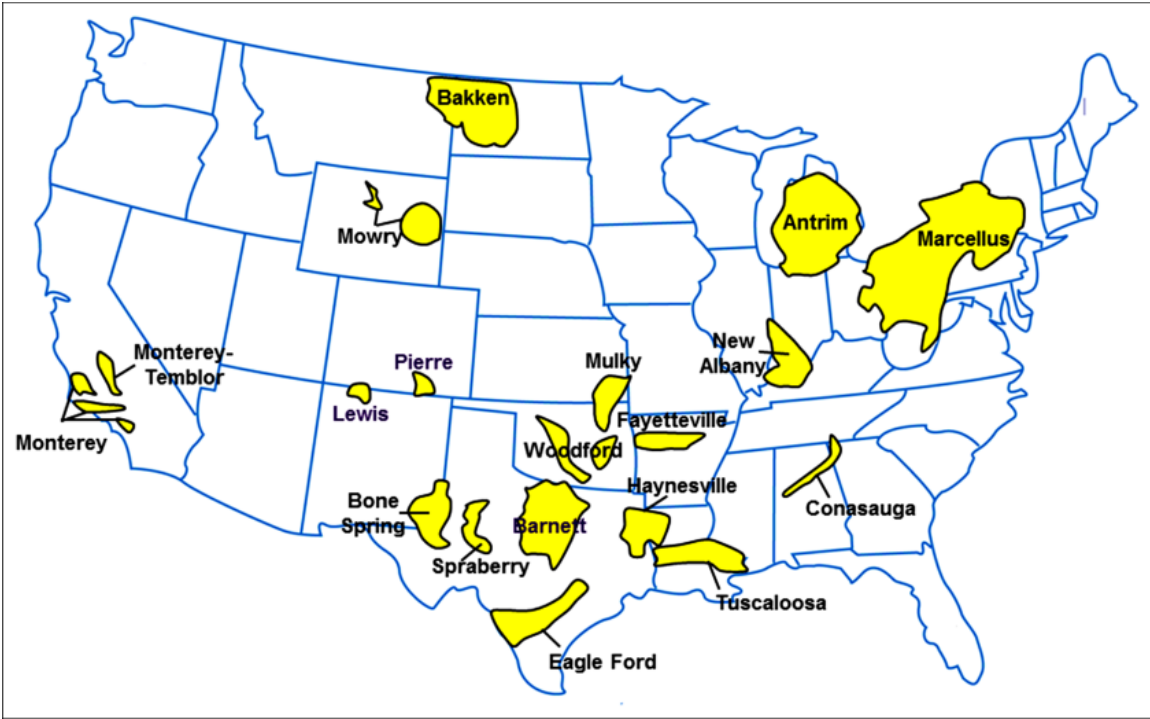 Bakken
Antrim
Mowry
Marcellus
Monterey-
Temblor
New
Albany
Pierre
Mulky
Lewis
Fayetteville
Monterey
Woodford
Haynesville
Bone
Spring
Conasauga
Barnett
Spraberry
Tuscaloosa
Eagle Ford